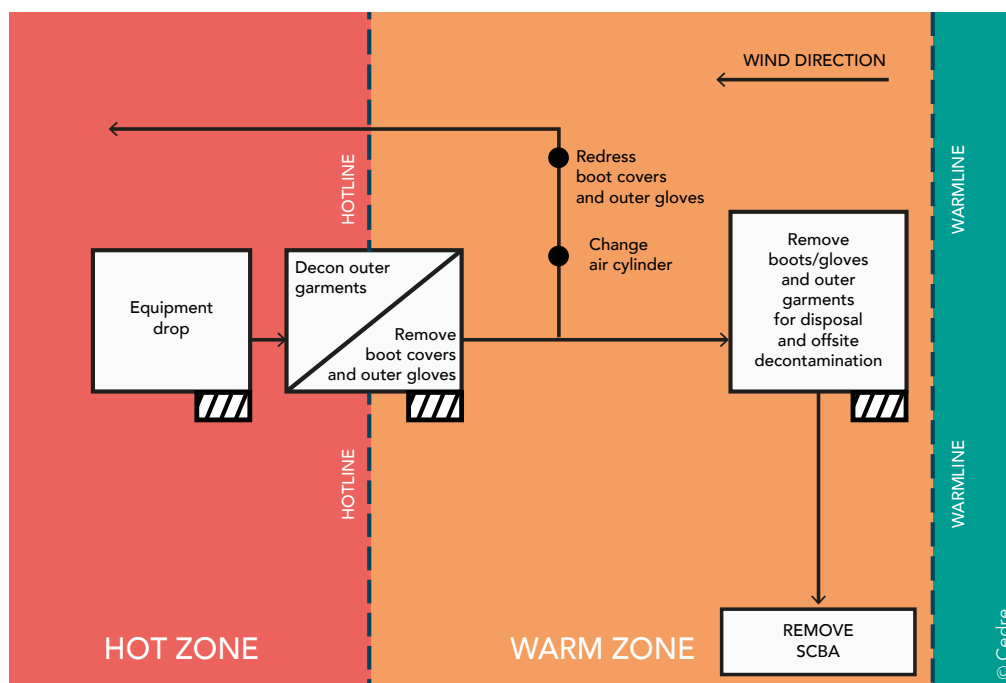 WIND DIRECTION
Redress
boot covers
and outer gloves
HOTLINE
WARMLINE
Change
air cylinder
Equipment
drop
Decon outer
garments
Remove
boot covers
and outer gloves
Remove
boots/gloves
and outer
garments
for disposal
and offsite
decontamination
HOTLINE
WARMLINE
HOT ZONE
WARM ZONE
REMOVE
SCBA
© Cedre